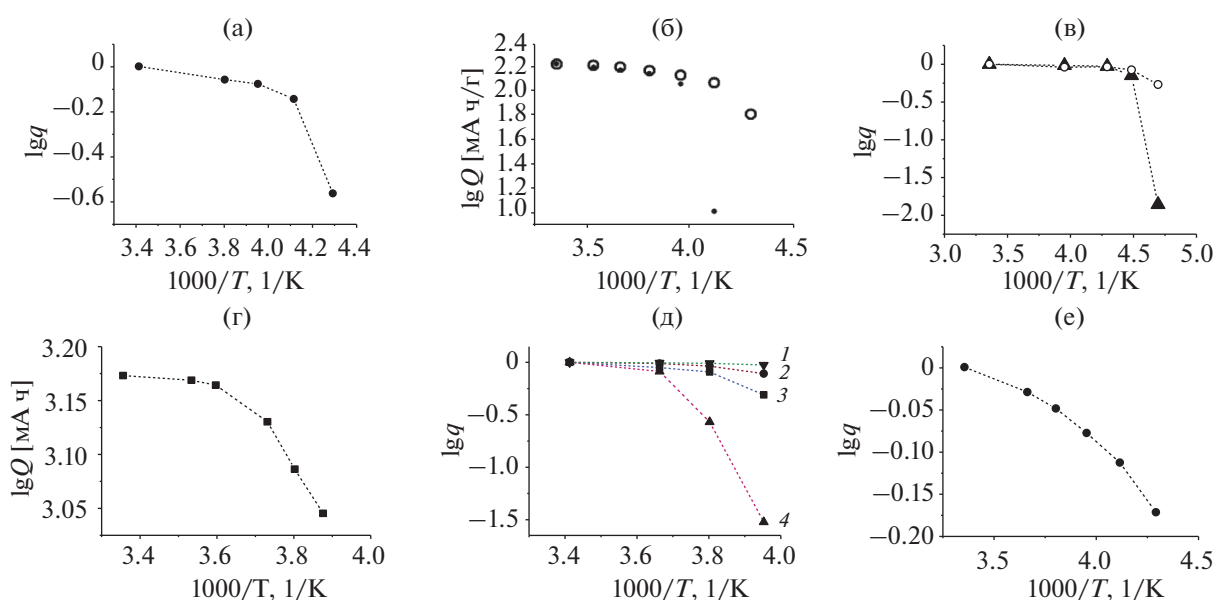 (а)
0
−0.2
−0.4
−0.6
lgq
3.4 3.6 3.8 4.0 4.2 4.4
1000/T, 1/K
(б)
2.4
2.2
2.0
1.8
1.6
1.4
1.2
1.0
lgQ [мА ч/г]
3.5 4.0 4.5
1000/T, 1/K
(в)
0
−0.5
−1.0
−1.5
−2.0
lgq
3.0 3.5 4.0 4.5 5.0
1000/T, 1/K
(г)
3.20
3.15
3.10
3.05
lgQ [мА ч]
3.4 3.6 3.8 4.0
1000/T, 1/K
(д)
0
−0.5
−1.0
−1.5
lgq
1
2
3
4
3.4 3.6 3.8 4.0
1000/T, 1/K
(е)
0
−0.05
−0.10
−0.15
−0.20
lgq
3.5 4.0 4.5
1000/T, 1/K